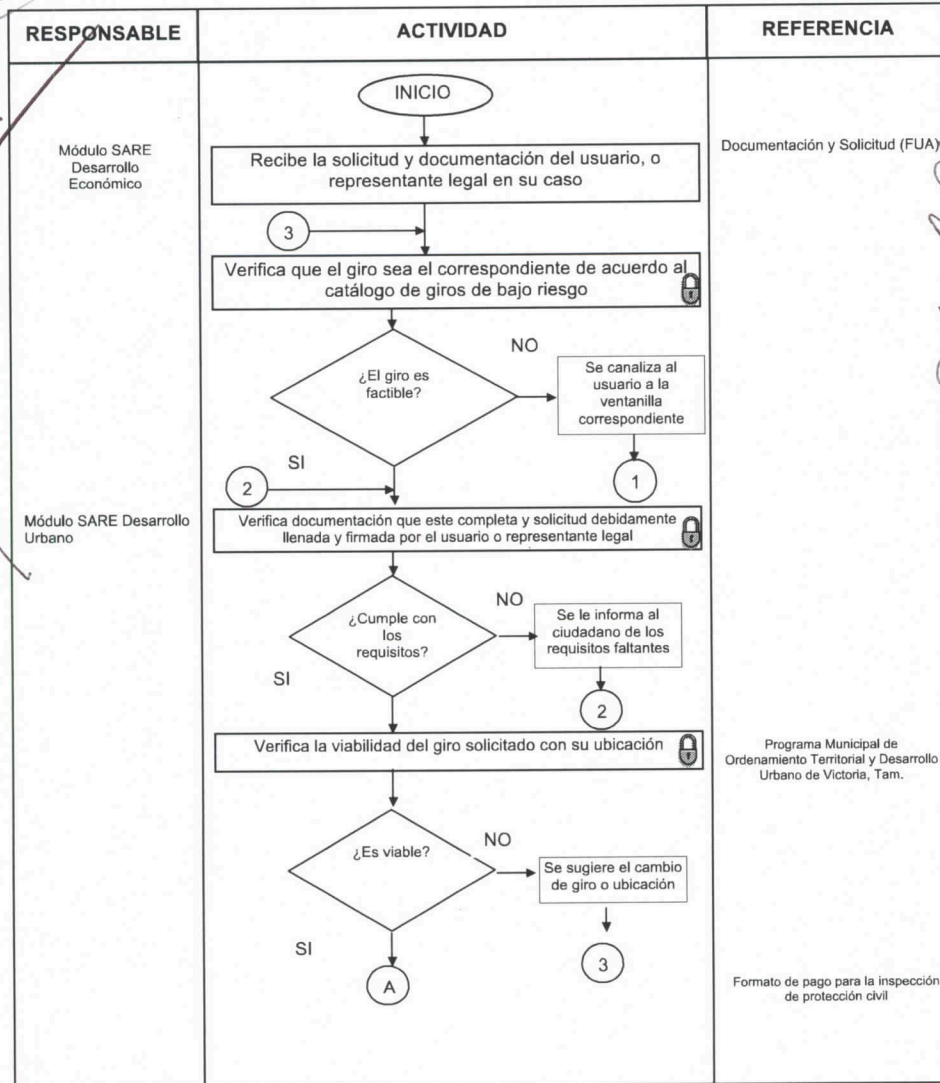 RESPONSABLE
ACTIVIDAD
REFERENCIA
INICIO
Módulo SARE
Desarrollo
Económico
Recibe la solicitud y documentación del usuario, o
representante legal en su caso
Documentación y Solicitud (FUA)
3
Verifica que el giro sea el correspondiente de acuerdo al
catálogo de giros de bajo riesgo
¿El giro es
factible?
NO
Se canaliza al
usuario a la
ventanilla
correspondiente
SI
1
2
Módulo SARE Desarrollo
Urbano
Verifica documentación que este completa y solicitud debidamente
llenada y firmada por el usuario o representante legal
¿Cumple con
los
requisitos?
NO
Se le informa al
ciudadano de los
requisitos faltantes
SI
2
Verifica la viabilidad del giro solicitado con su ubicación
Programa Municipal de
Ordenamiento Territorial y Desarrollo
Urbano de Victoria, Tam.
¿Es viable?
NO
Se sugiere el cambio
de giro o ubicación
SI
3
A
Formato de pago para la inspección
de protección civil